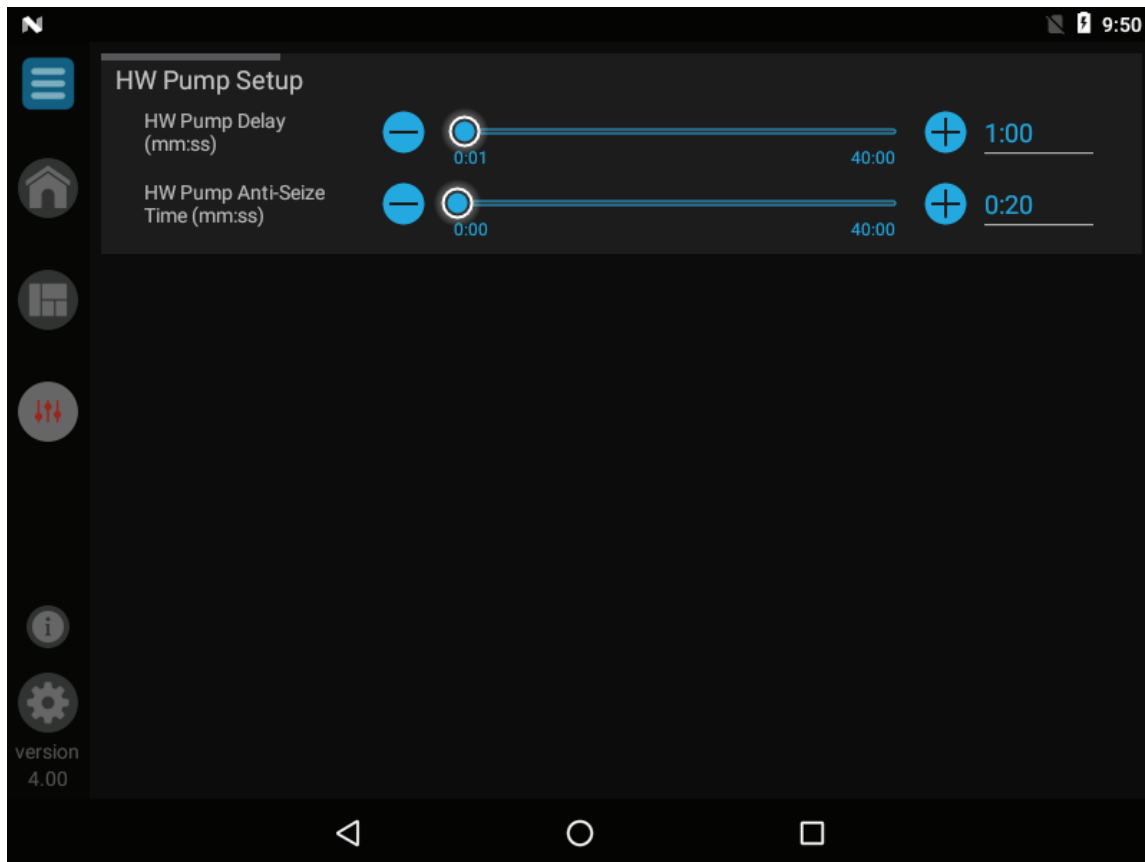 9:50
HW Pump Setup
HW Pump Delay
(mm:ss)
0:01
40:00
1:00
HW Pump Anti-Seize
Time (mm:ss)
0:00
40:00
0:20
i
version
4.00